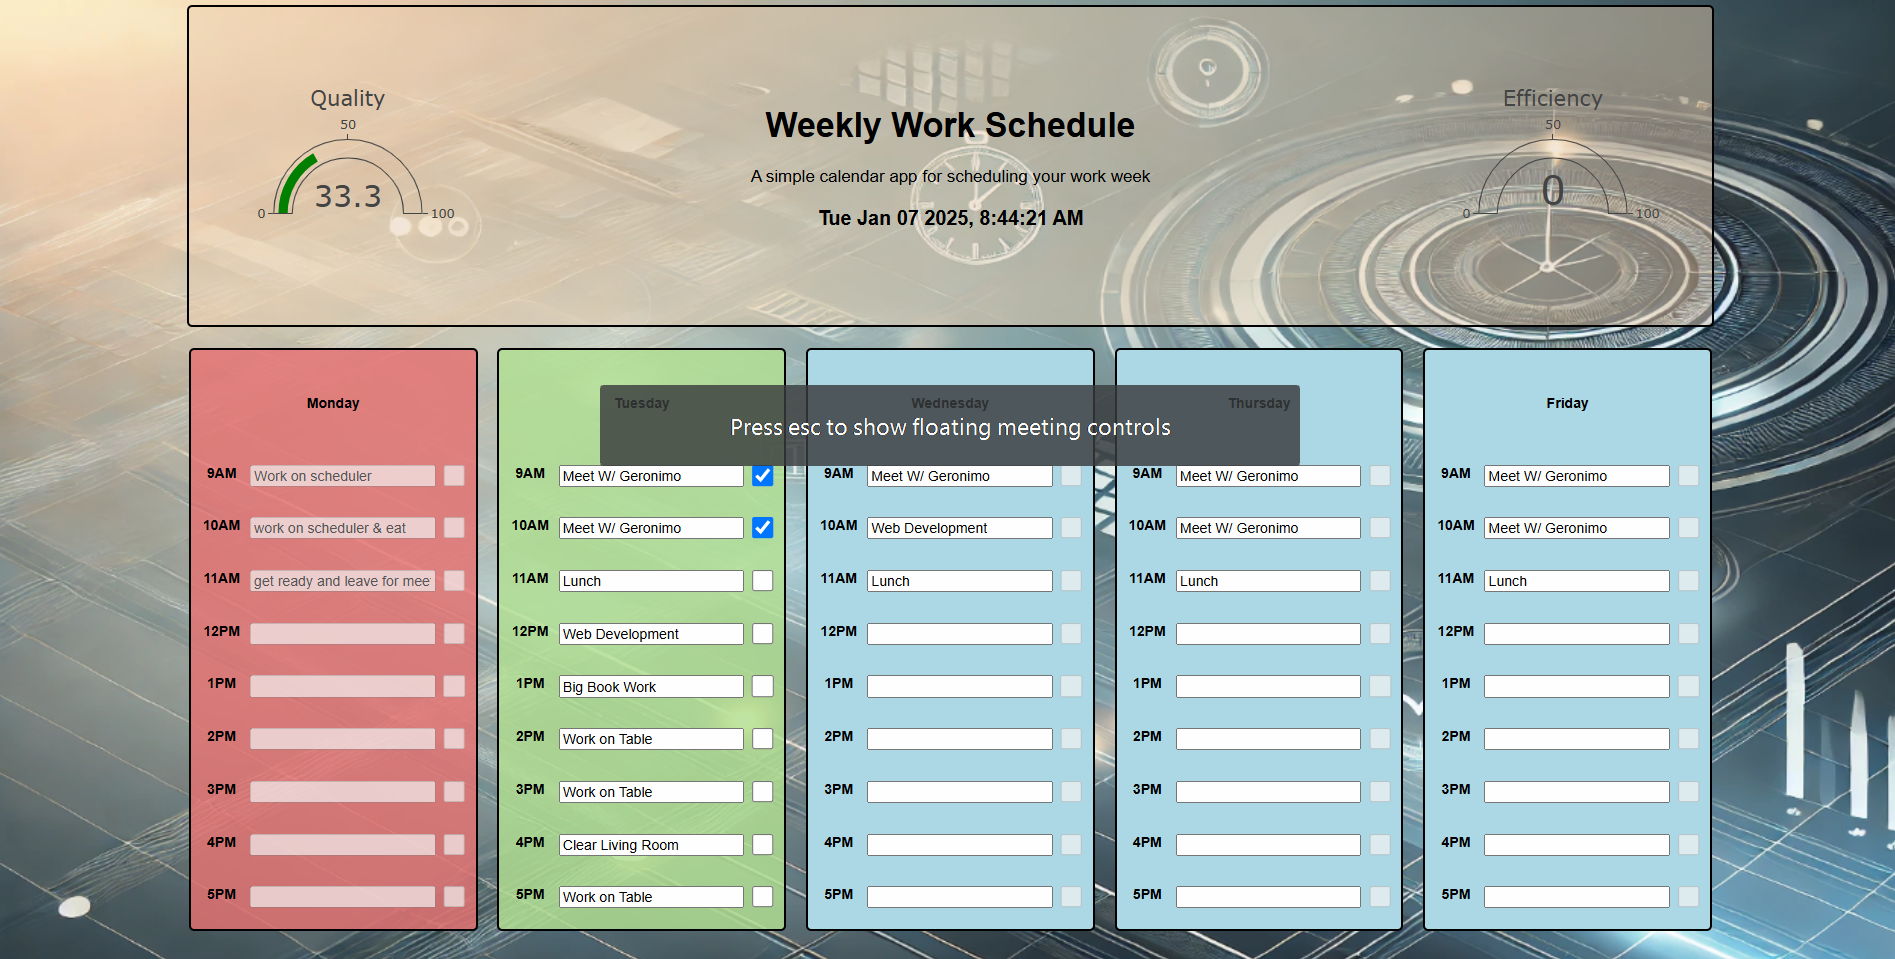 Quality
50
33.3
0
100
Weekly Work Schedule
A simple calendar app for scheduling your work week
Tue Jan 07 2025, 8:44:21 AM
Efficiency
50
0
0
100
Press esc to show floating meeting controls
Monday
9AM Work on scheduler
10AM work on scheduler & eat
11AM get ready and leave for mee
12PM
1PM
2PM
3PM
4PM
5PM
Tuesday
9AM Meet W/ Geronimo
10AM Meet W/ Geronimo
11AM Lunch
12PM Web Development
1PM Big Book Work
2PM Work on Table
3PM Work on Table
4PM Clear Living Room
5PM Work on Table
Wednesday
9AM Meet W/ Geronimo
10AM Web Development
11AM Lunch
12PM
1PM
2PM
3PM
4PM
5PM
Thursday
9AM Meet W/ Geronimo
10AM Meet W/ Geronimo
11AM Lunch
12PM
1PM
2PM
3PM
4PM
5PM
Friday
9AM Meet W/ Geronimo
10AM Meet W/ Geronimo
11AM Lunch
12PM
1PM
2PM
3PM
4PM
5PM